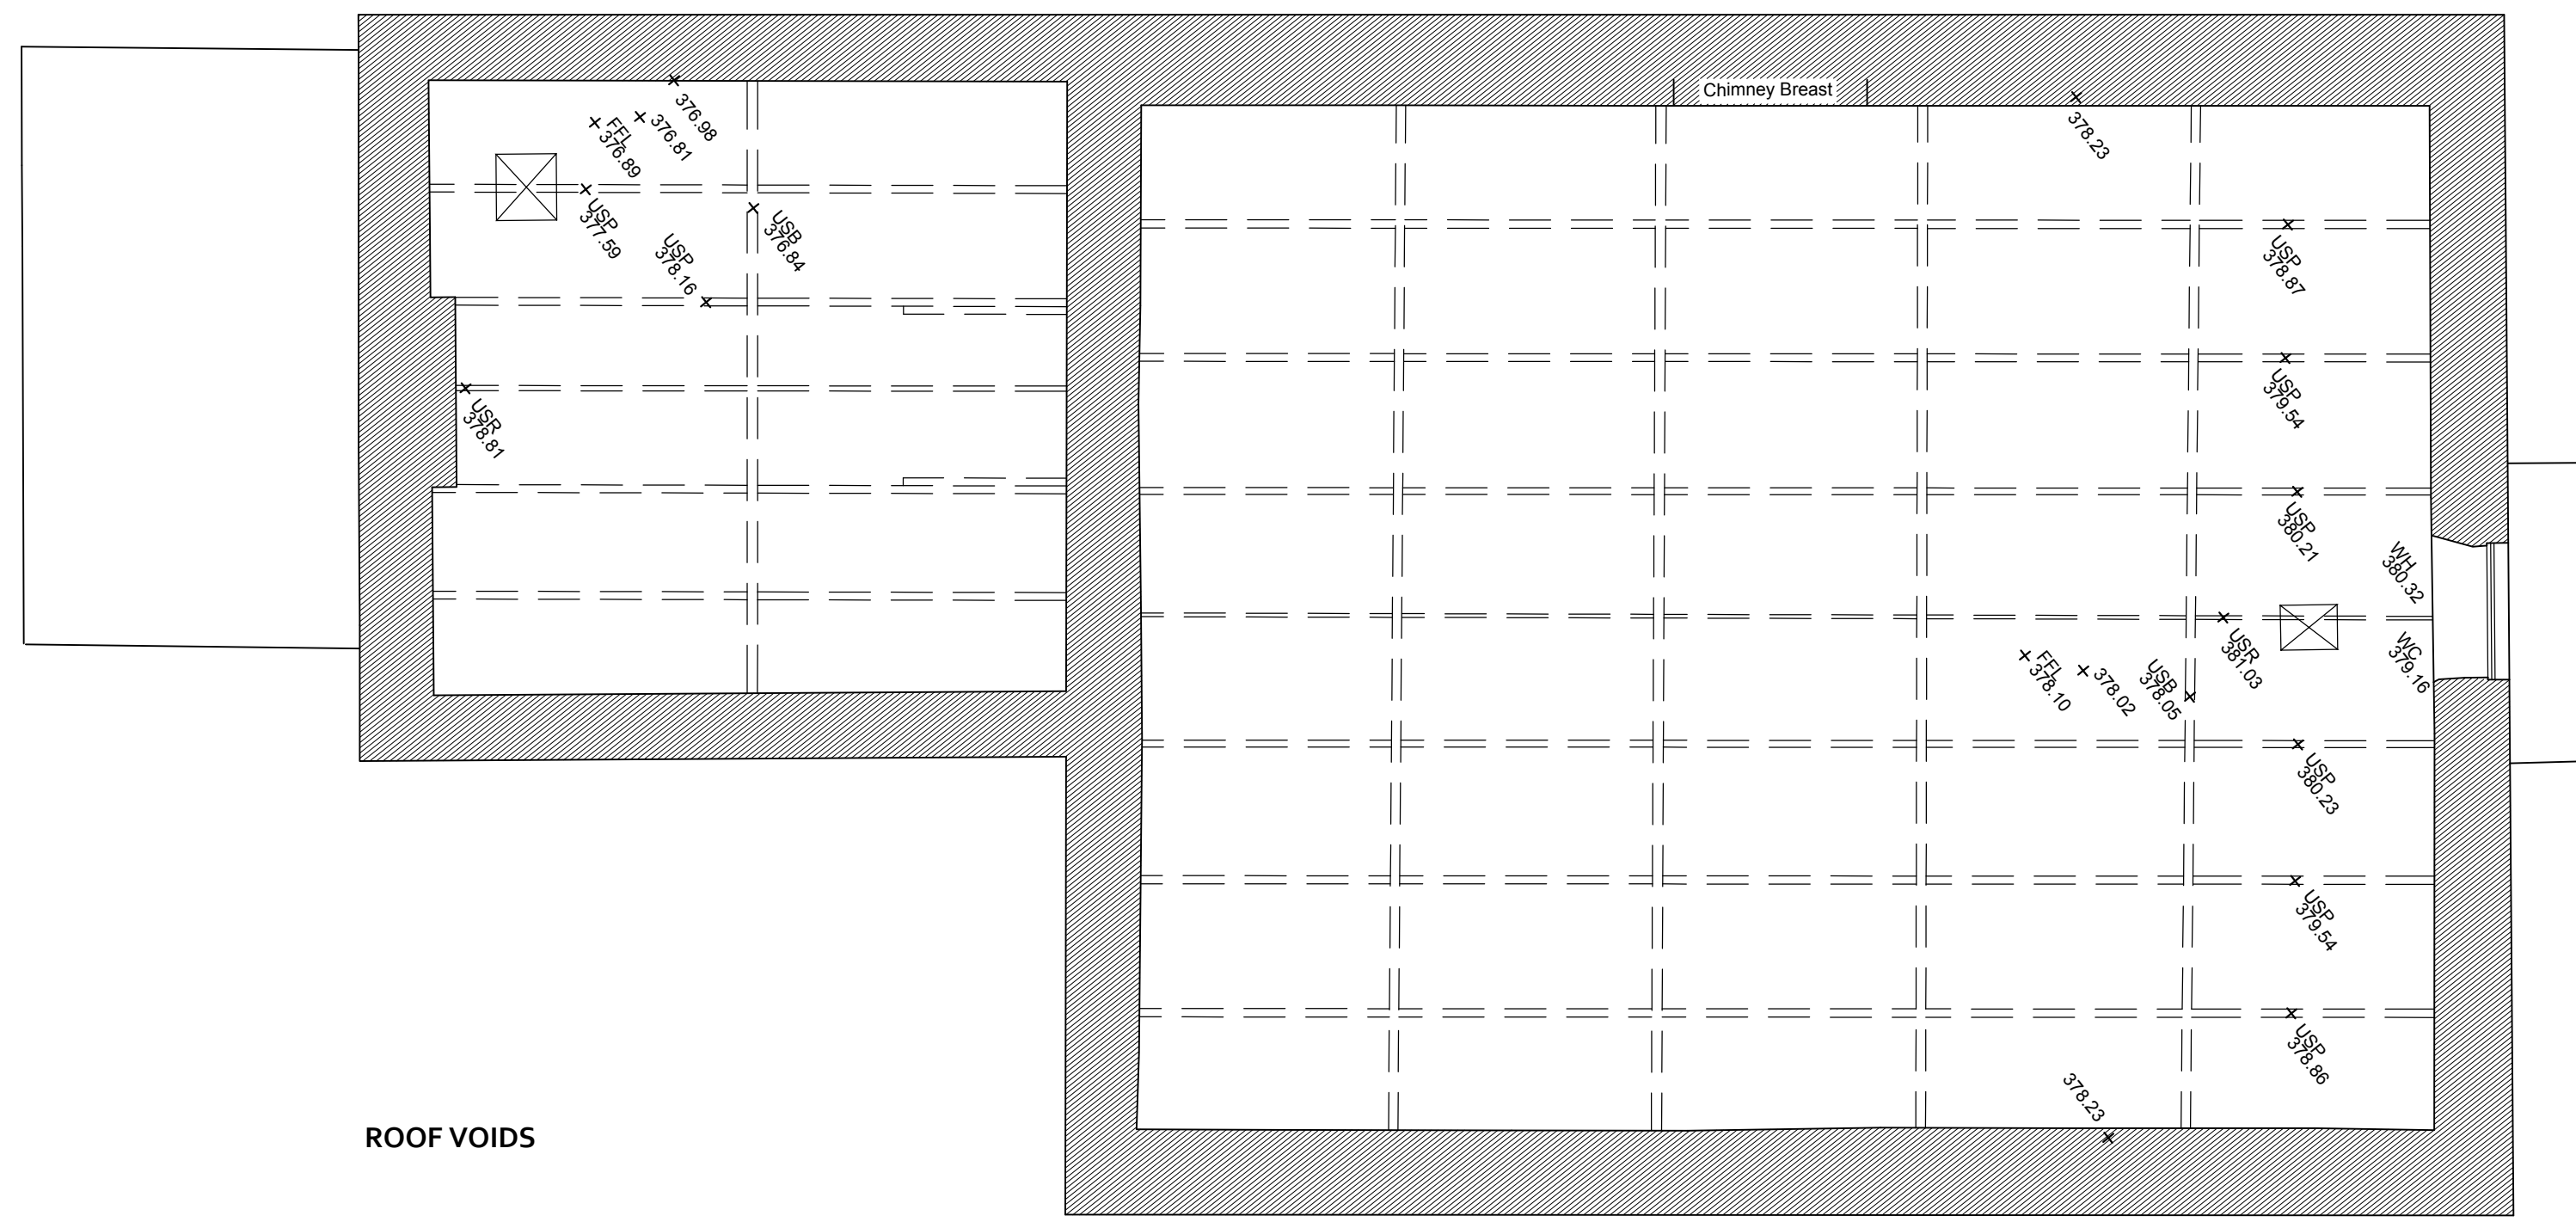 Chimney Breast
376.98
376.81
FFL
376.89
USP
377.59
USP
378.16
USB
376.84
USR
378.81
378.23
USP
378.87
USP
379.54
USP
380.21
WH
380.32
WC
379.16
USR
381.03
USB
378.05
378.02
FFL
378.10
USP
380.23
USP
379.54
USP
378.86
378.23
ROOF VOIDS